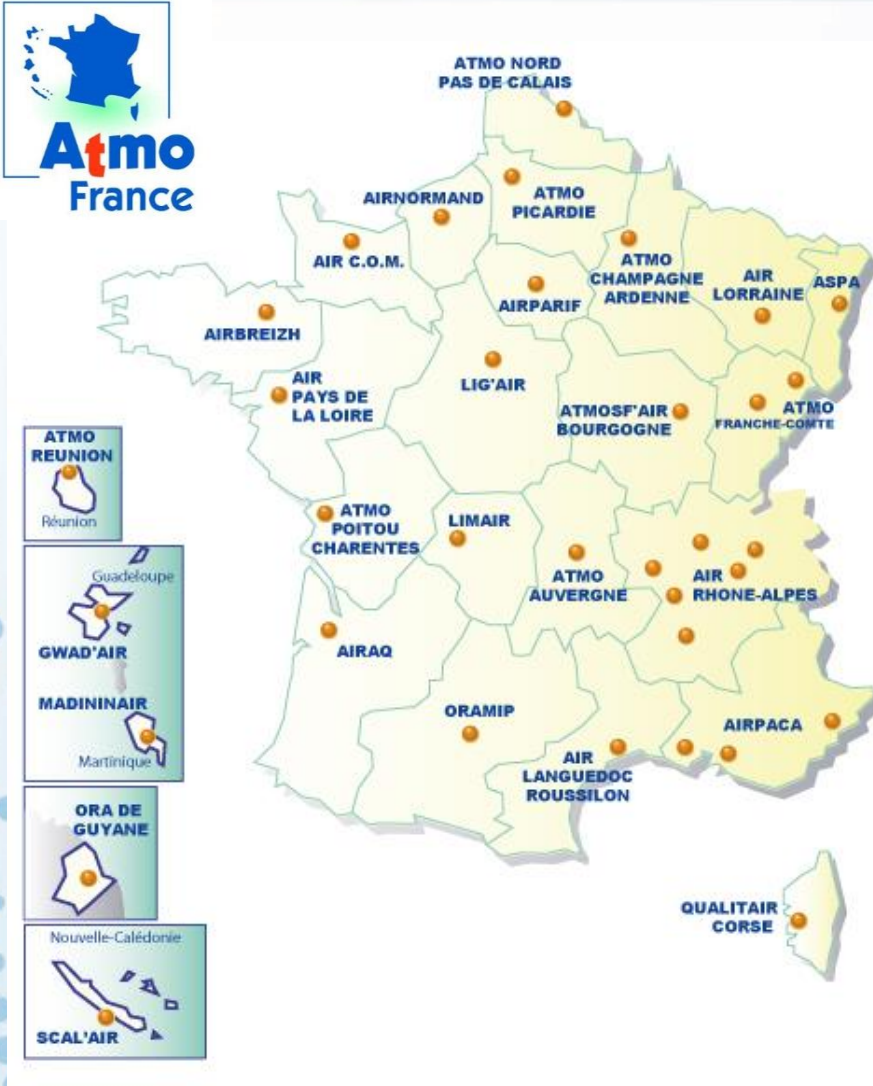 Atmo
France
ATMO NORD
PAS DE CALAIS
AIRNORMAND
ATMO
PICARDIE
AIR C.O.M.
ATMO
CHAMPAGNE
ARDENNE
AIR
LORRAINE
ASPA
AIRPARIF
AIRBREIZH
AIR
PAYS DE
LA LOIRE
LIG'AIR
ATMOSF'AIR
BOURGOGNE
ATMO
FRANCHE-COMTE
ATMO
REUNION
Réunion
ATMO
POITOU
CHARENTES
LIMAIR
ATMO
AUVERGNE
AIR
RHONE-ALPES
Guadeloupe
GWAD'AIR
MADININAIR
Martinique
AIRAQ
ORAMIP
AIR
LANGUEDOC
ROUSSILON
AIRPACA
ORA DE
GUYANE
QUALITAIR
CORSE
Nouvelle-Calédonie
SCAL'AIR